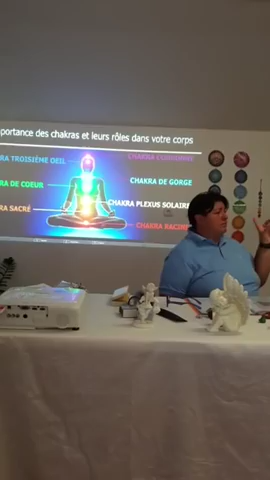 portance des chakras et leurs rôles dans votre corps
RA TROISIÈME OEIL
CHAKRA COURONNE
RA DE COEUR
CHAKRA DE GORGE
CHAKRA PLEXUS SOLAIRE
RA SACRÉ
CHAKRA RACINE